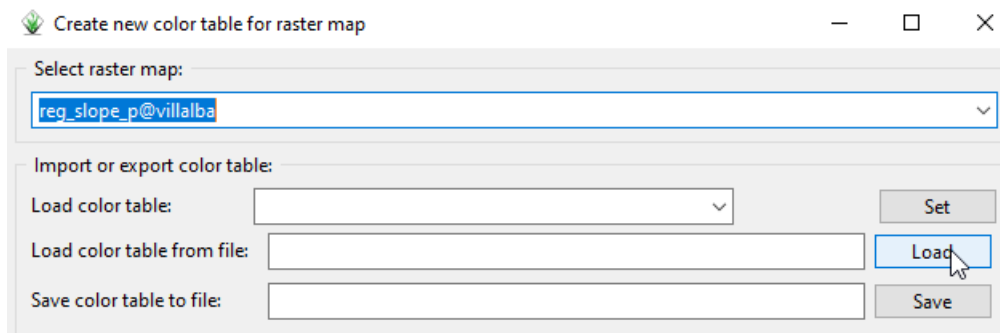 Create new color table for raster map
Select raster map:
reg_slope_p@villalba
Import or export color table:
Load color table:
Set
Load color table from file:
Load
Save color table to file:
Save